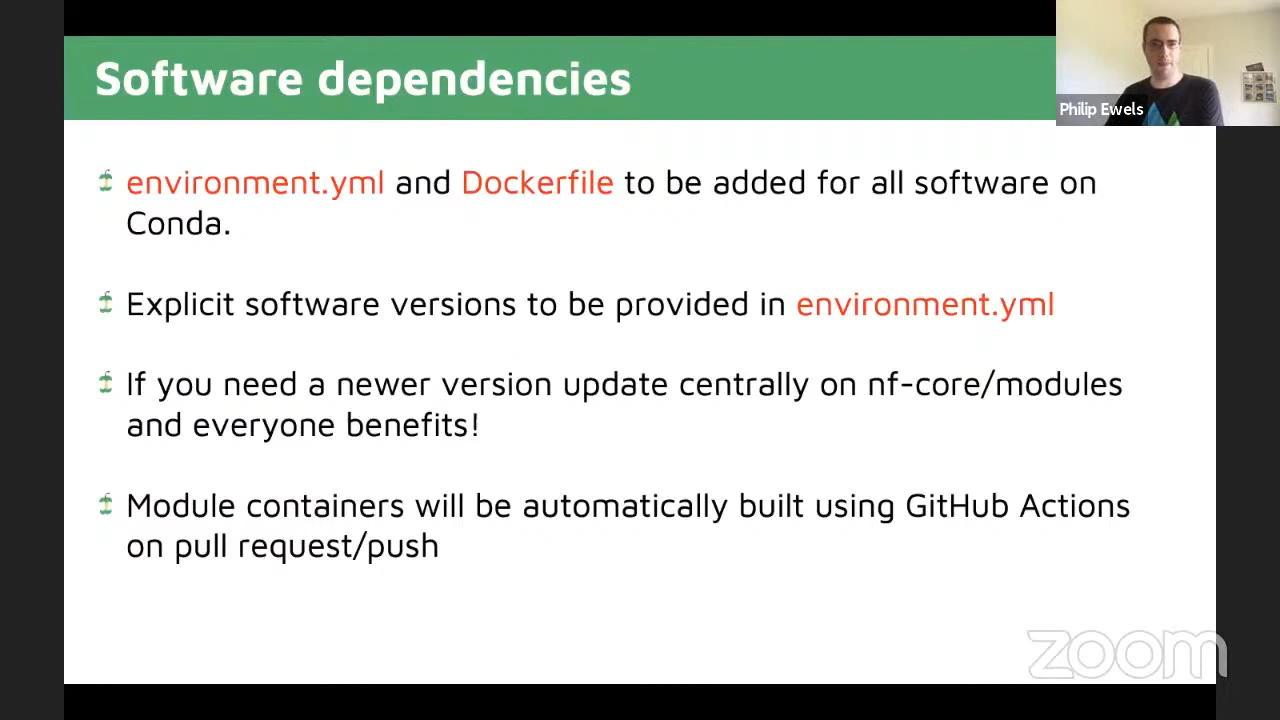 Software dependencies
Philip Ewels
environment.yml and Dockerfile to be added for all software on
Conda.
Explicit software versions to be provided in environment.yml
If you need a newer version update centrally on nf-core/modules
and everyone benefits!
Module containers will be automatically built using GitHub Actions
on pull request/push
zoom